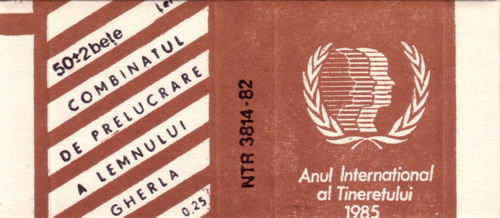 50±2bețe
COMBINATUL
DE PRELUCRARE
A LEMNULUI
GHERLA
0.25
NTR 3814-82
Anul International
al Tineretului
1985